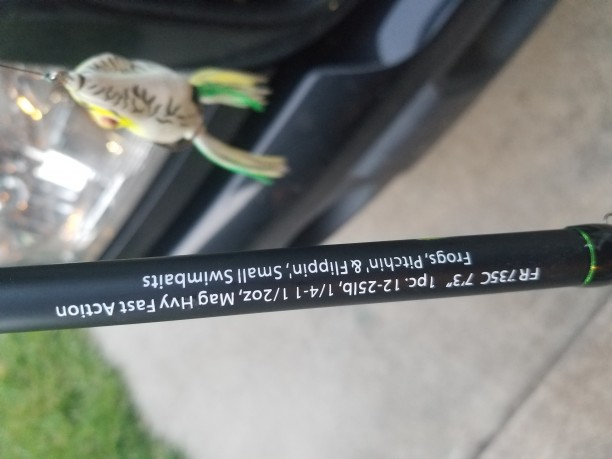 FR735C 7'3" 1pc. 12-25lb, 1/4-1 1/2oz, Mag Hvy Fast Action
Frogs, Pitchin' & Flippin', Small Swimbaits